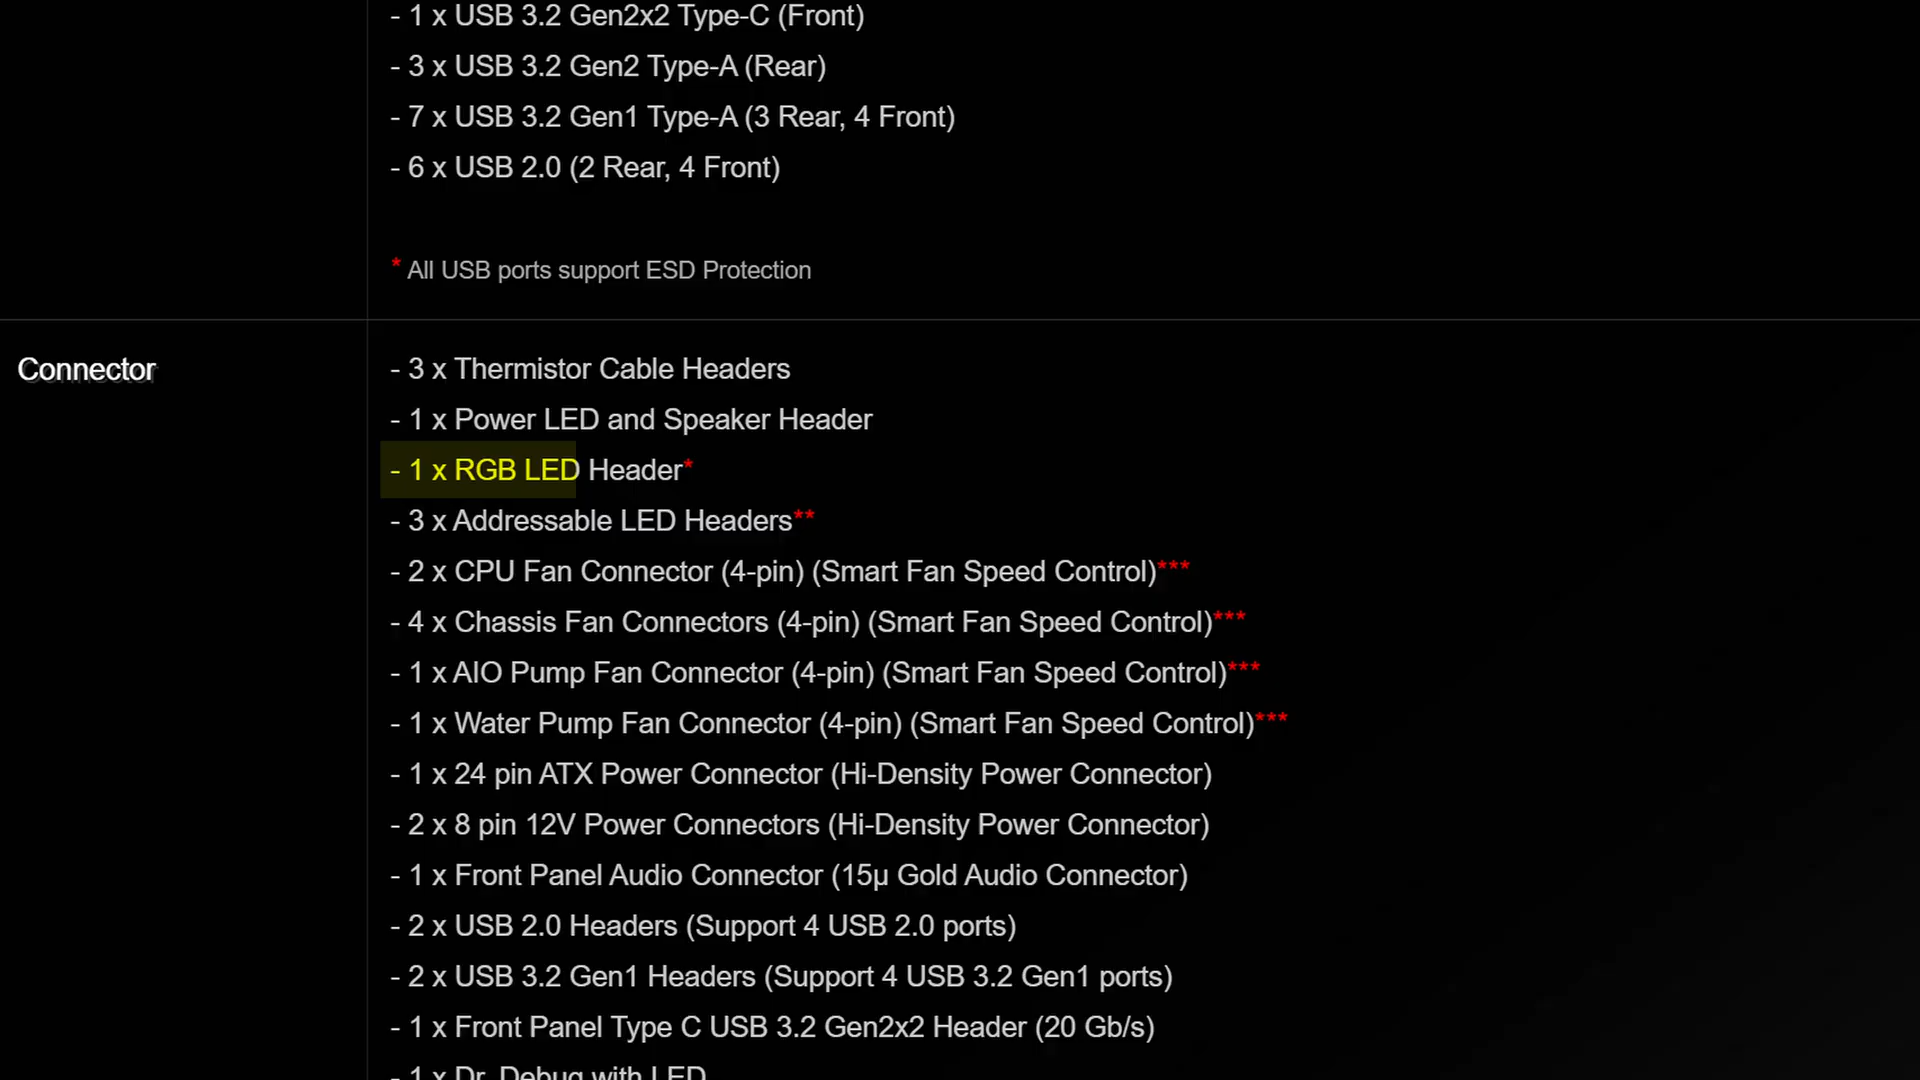 - 1 x USB 3.2 Gen2x2 Type-C (Front)
- 3 x USB 3.2 Gen2 Type-A (Rear)
- 7 x USB 3.2 Gen1 Type-A (3 Rear, 4 Front)
- 6 x USB 2.0 (2 Rear, 4 Front)
* All USB ports support ESD Protection
Connector
- 3 x Thermistor Cable Headers
- 1 x Power LED and Speaker Header
- 1 x RGB LED Header*
- 3 x Addressable LED Headers**
- 2 x CPU Fan Connector (4-pin) (Smart Fan Speed Control)***
- 4 x Chassis Fan Connectors (4-pin) (Smart Fan Speed Control)***
- 1 x AIO Pump Fan Connector (4-pin) (Smart Fan Speed Control)***
- 1 x Water Pump Fan Connector (4-pin) (Smart Fan Speed Control)***
- 1 x 24 pin ATX Power Connector (Hi-Density Power Connector)
- 2 x 8 pin 12V Power Connectors (Hi-Density Power Connector)
- 1 x Front Panel Audio Connector (15μ Gold Audio Connector)
- 2 x USB 2.0 Headers (Support 4 USB 2.0 ports)
- 2 x USB 3.2 Gen1 Headers (Support 4 USB 3.2 Gen1 ports)
- 1 x Front Panel Type C USB 3.2 Gen2x2 Header (20 Gb/s)
- 1 x Dr. Debug with LED